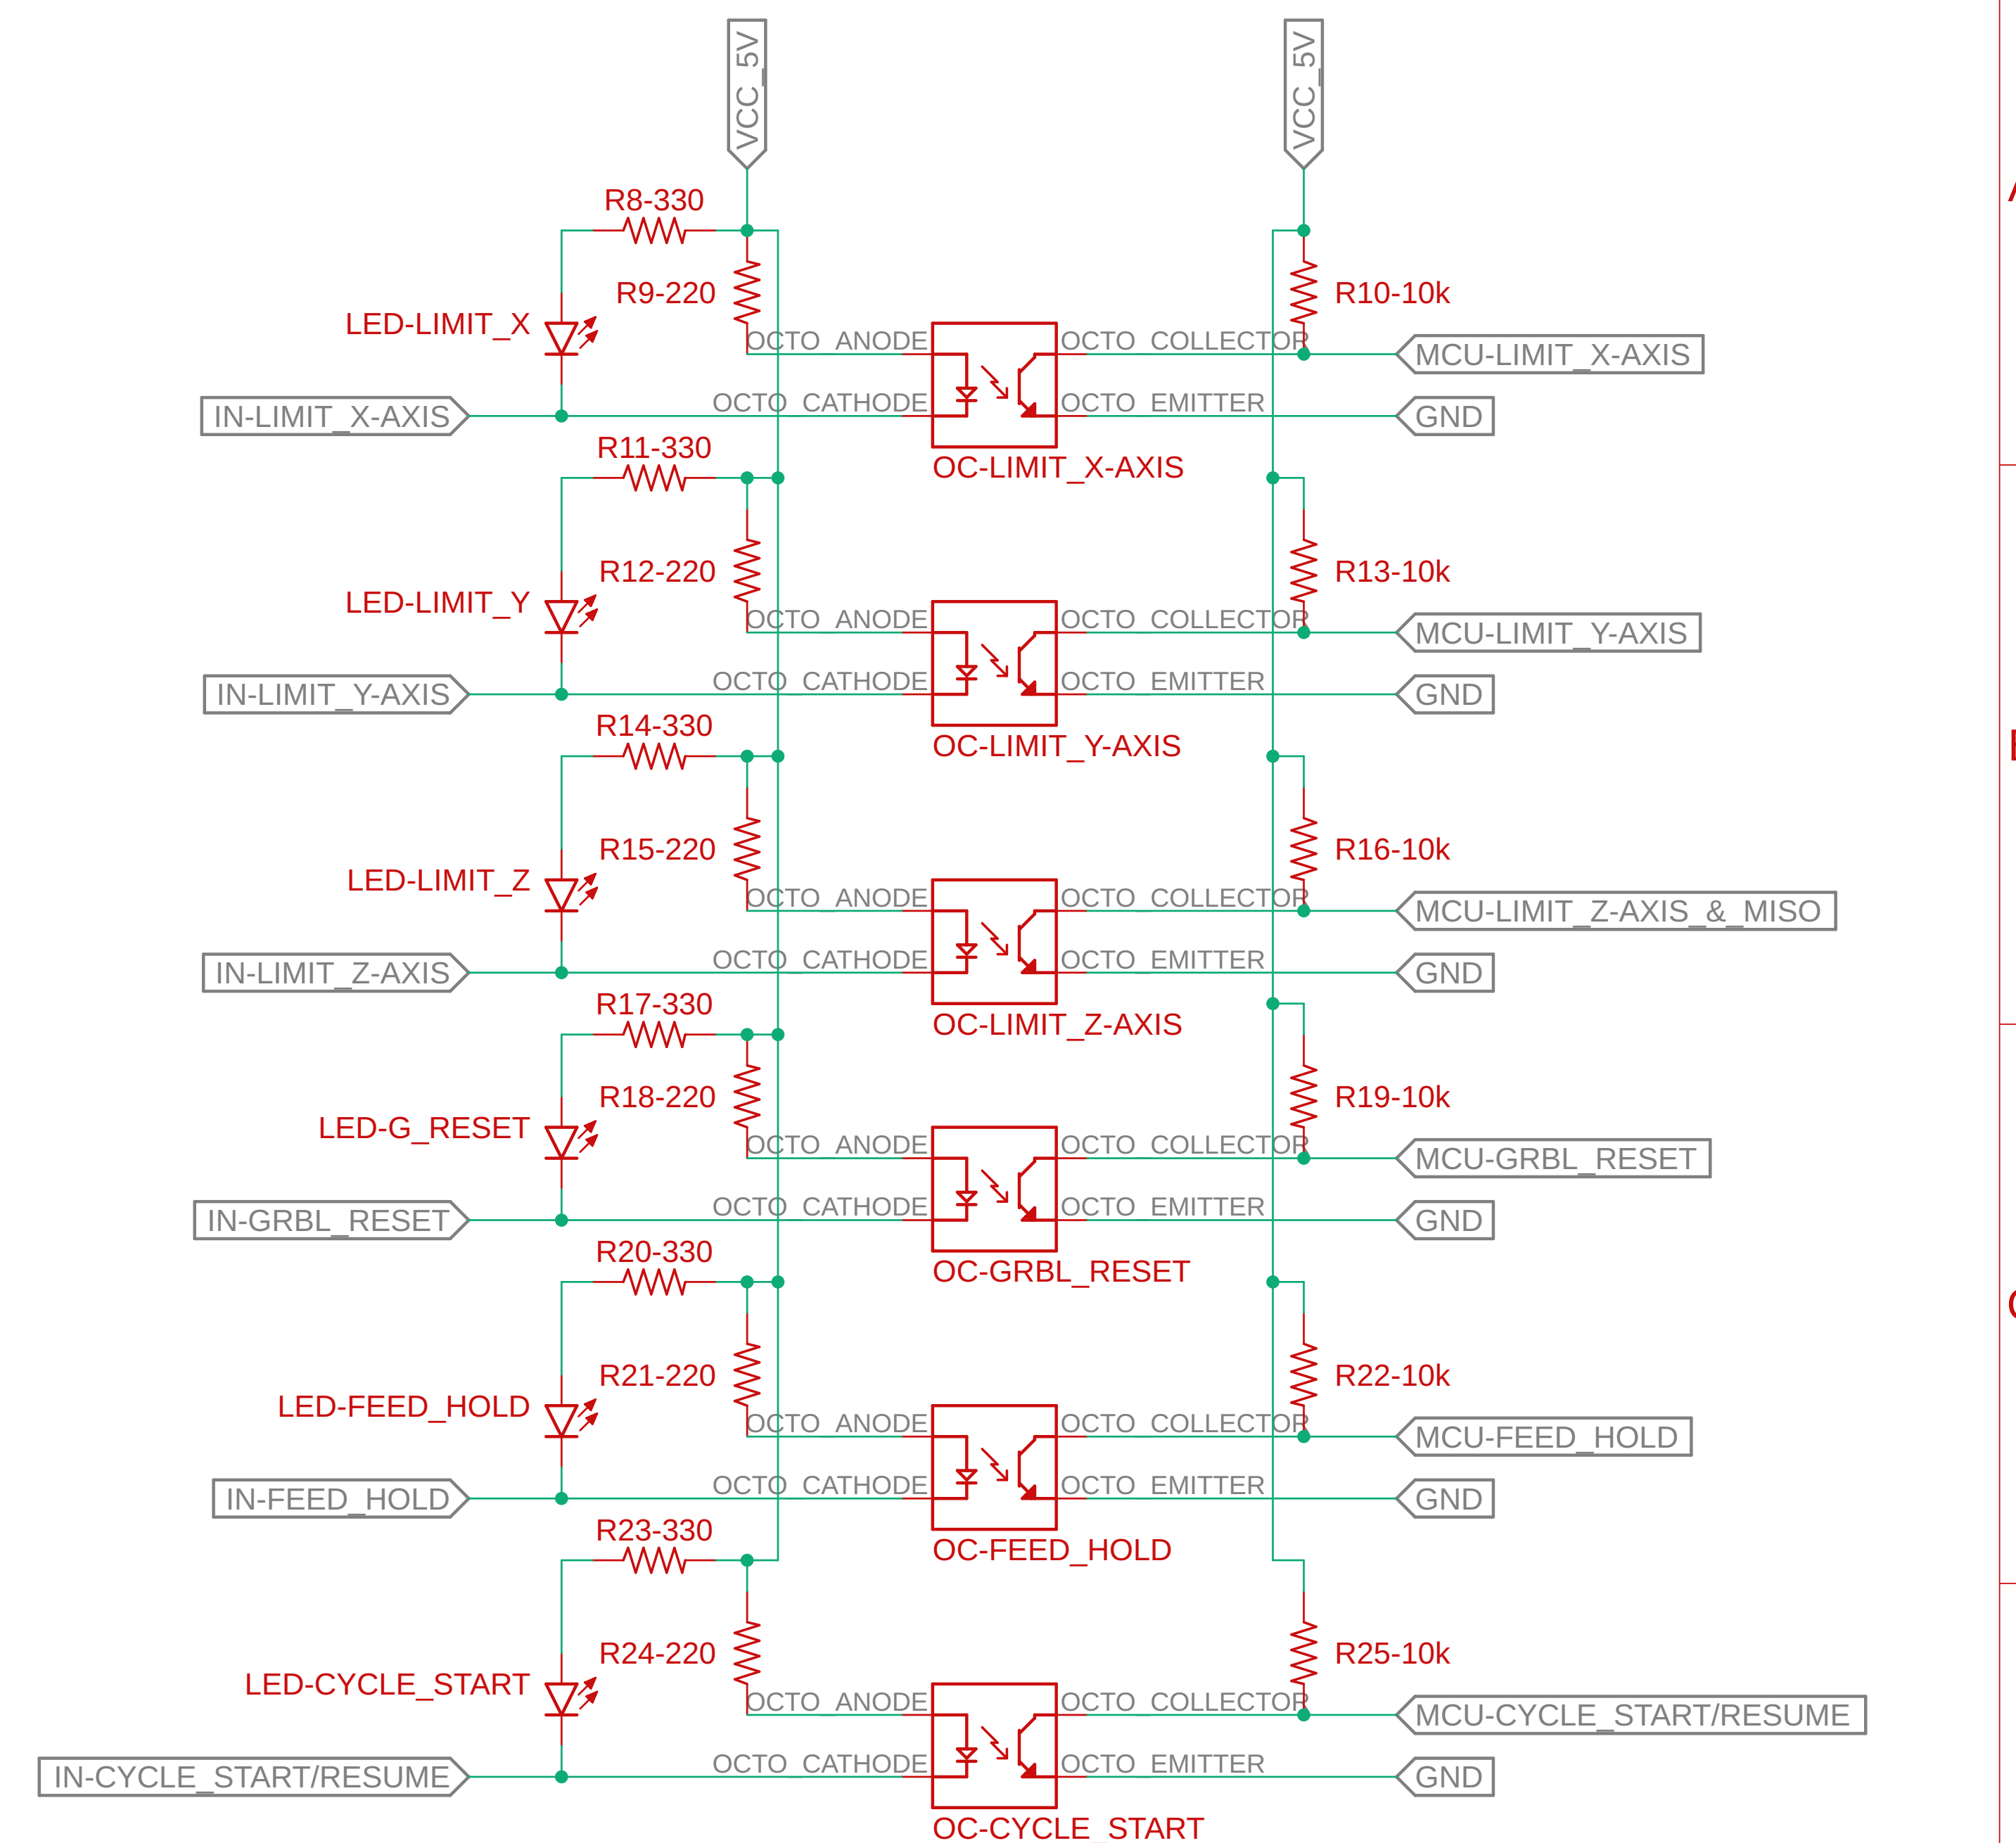 VCC_5V
VCC_5V
R8-330
R9-220
R10-10k
LED-LIMIT_X
OCTO_ANODE
OCTO_COLLECTOR
MCU-LIMIT_X-AXIS
IN-LIMIT_X-AXIS
OCTO_CATHODE
OCTO_EMITTER
GND
R11-330
OC-LIMIT_X-AXIS
R12-220
R13-10k
LED-LIMIT_Y
OCTO_ANODE
OCTO_COLLECTOR
MCU-LIMIT_Y-AXIS
IN-LIMIT_Y-AXIS
OCTO_CATHODE
OCTO_EMITTER
GND
R14-330
OC-LIMIT_Y-AXIS
R15-220
R16-10k
LED-LIMIT_Z
OCTO_ANODE
OCTO_COLLECTOR
MCU-LIMIT_Z-AXIS_&_MISO
IN-LIMIT_Z-AXIS
OCTO_CATHODE
OCTO_EMITTER
GND
R17-330
OC-LIMIT_Z-AXIS
R18-220
R19-10k
LED-G_RESET
OCTO_ANODE
OCTO_COLLECTOR
MCU-GRBL_RESET
IN-GRBL_RESET
OCTO_CATHODE
OCTO_EMITTER
GND
R20-330
OC-GRBL_RESET
R21-220
R22-10k
LED-FEED_HOLD
OCTO_ANODE
OCTO_COLLECTOR
MCU-FEED_HOLD
IN-FEED_HOLD
OCTO_CATHODE
OCTO_EMITTER
GND
R23-330
OC-FEED_HOLD
R24-220
R25-10k
LED-CYCLE_START
OCTO_ANODE
OCTO_COLLECTOR
MCU-CYCLE_START/RESUME
IN-CYCLE_START/RESUME
OCTO_CATHODE
OCTO_EMITTER
GND
OC-CYCLE_START